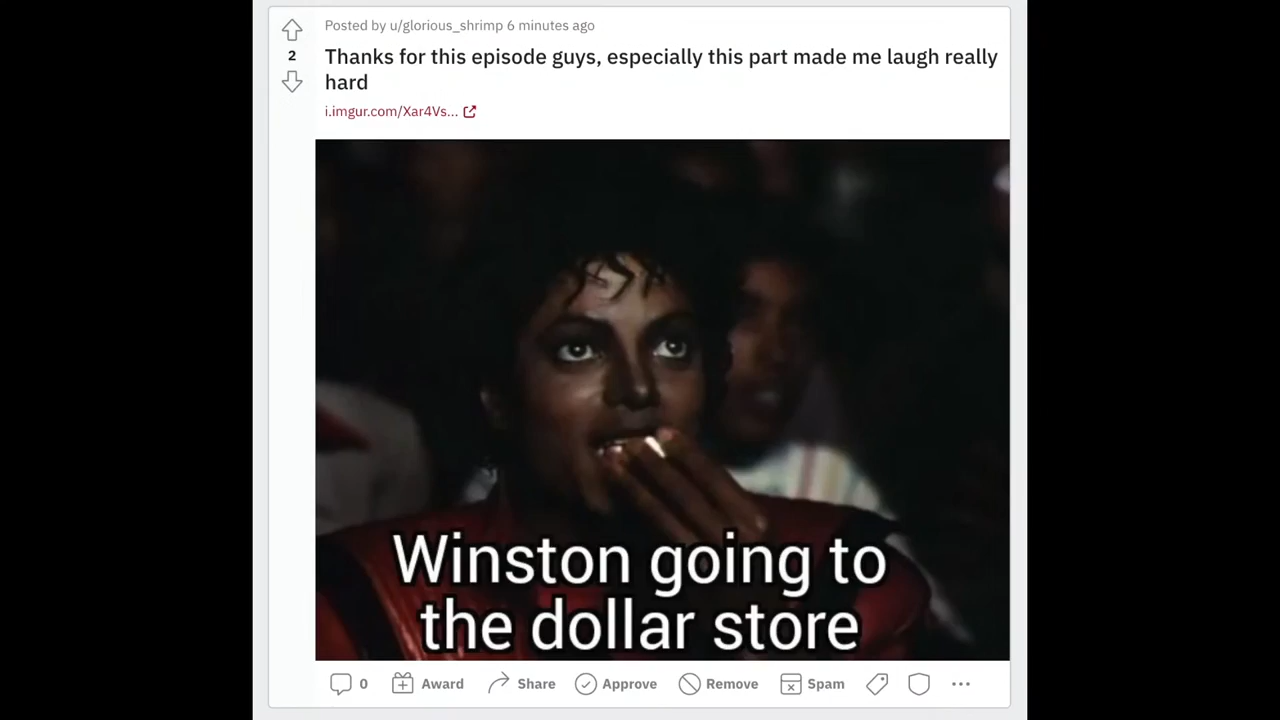 Posted by u/glorious_shrimp 6 minutes ago
2
Thanks for this episode guys, especially this part made me laugh really
hard
i.imgur.com/Xar4Vs...
Winston going to
the dollar store
0 Award Share Approve Remove Spam